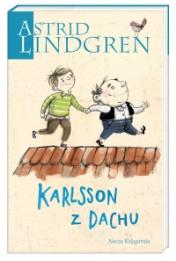 ASTRID
LINDGREN
KARLSSON
Z DACHU
Nasza Księgarnia